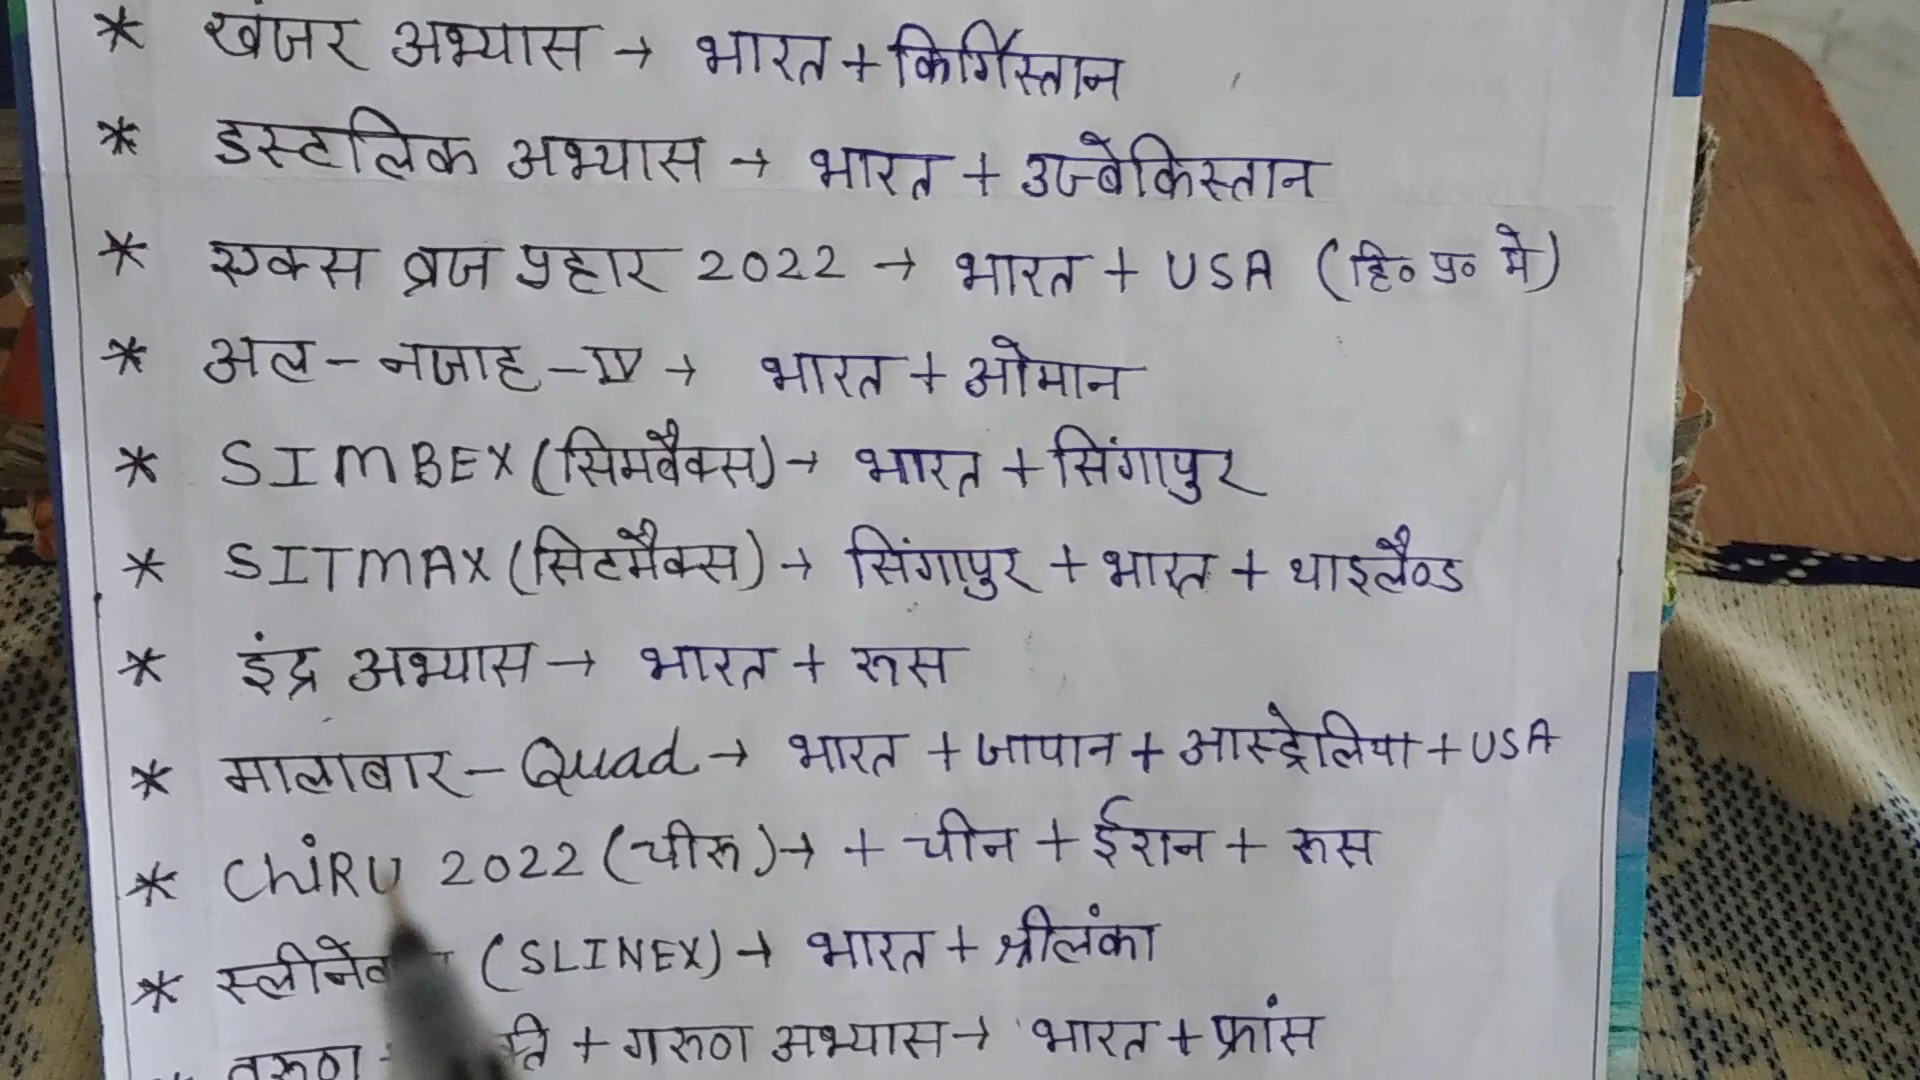 * खंजर अभ्यास → भारत + किर्गिस्तान
* डस्टलिक अभ्यास → भारत + उज्बेकिस्तान
* एक्स ब्रज प्रहार 2022 → भारत + USA (हि० प्र० मे)
* अल - नजाह - IV → भारत + ओमान
* SIMBEX (सिमबैक्स) → भारत + सिंगापुर
* SITMAX (सिटमैक्स) → सिंगापुर + भारत + थाइलैण्ड
* इंद्र अभ्यास → भारत + रूस
* मालाबार - Quad → भारत + जापान + आस्ट्रेलिया + USA
* ChiRU 2022 (चीरू) → + चीन + ईरान + रूस
* (SLINEX) → भारत + श्रीलंका
+ गरूण अभ्यास → भारत + फ्रांस